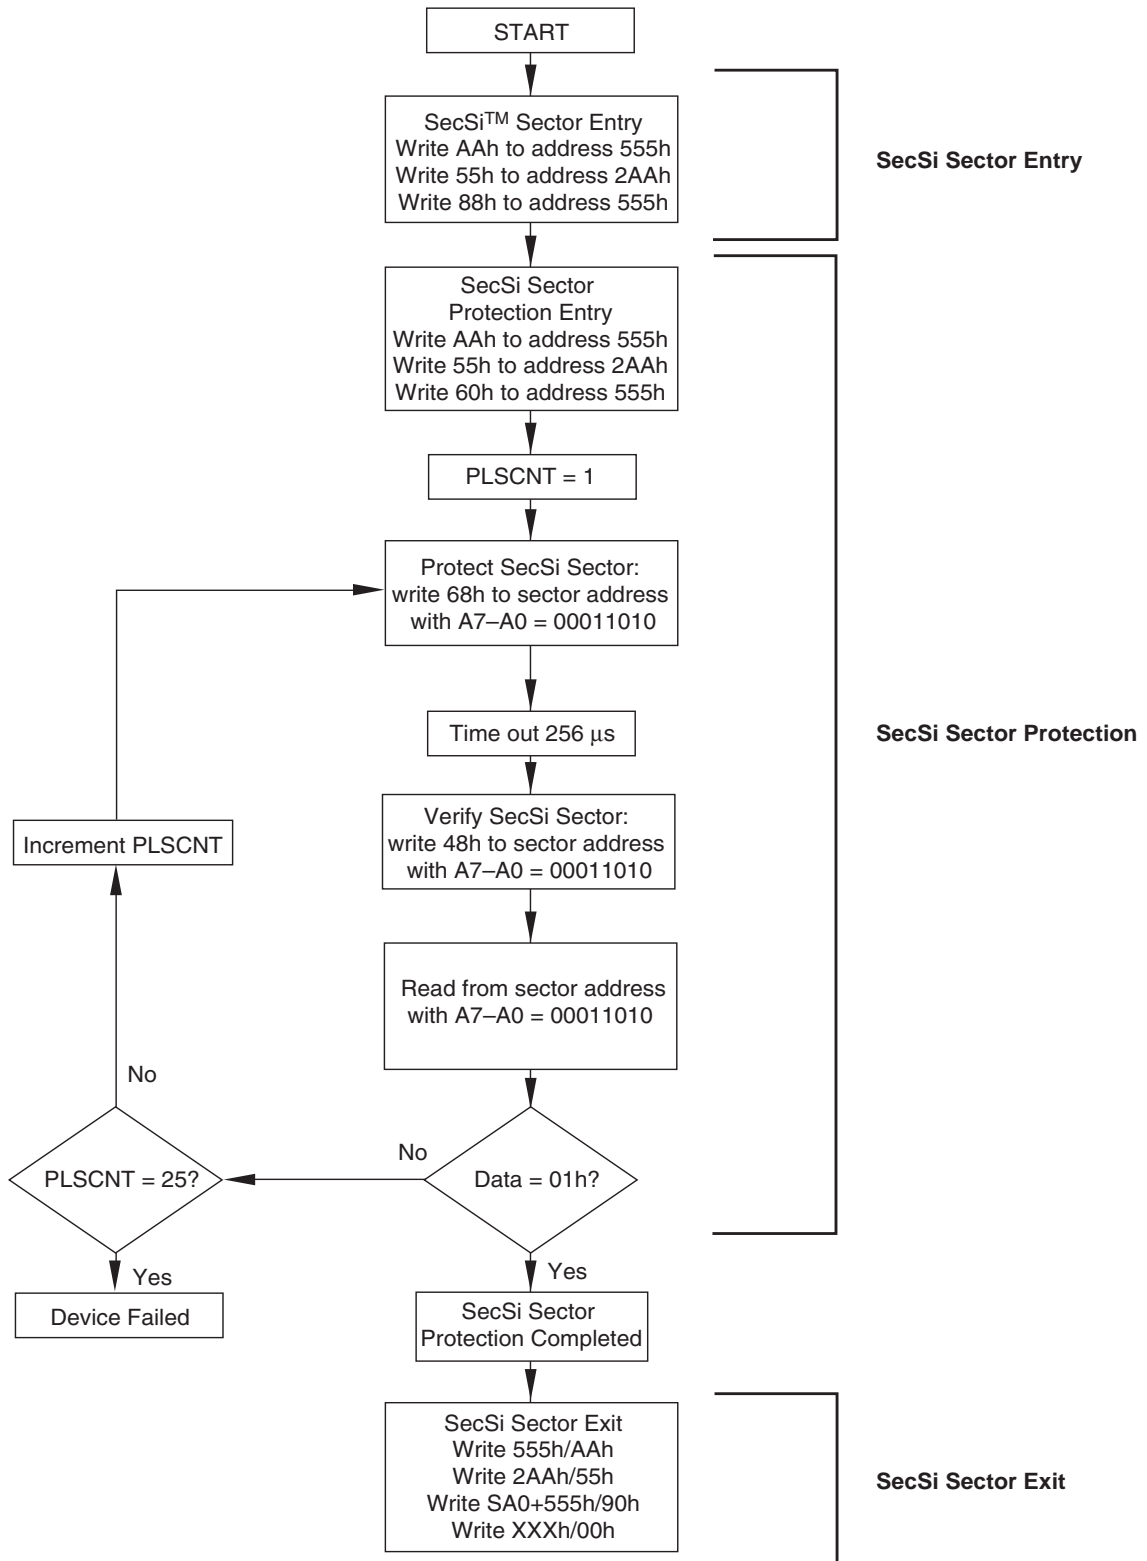 START
SecSi™ Sector Entry
Write AAh to address 555h
Write 55h to address 2AAh
Write 88h to address 555h
SecSi Sector Entry
SecSi Sector
Protection Entry
Write AAh to address 555h
Write 55h to address 2AAh
Write 60h to address 555h
PLSCNT = 1
Protect SecSi Sector:
write 68h to sector address
with A7–A0 = 00011010
Time out 256 μs
SecSi Sector Protection
Verify SecSi Sector:
write 48h to sector address
with A7–A0 = 00011010
Increment PLSCNT
Read from sector address
with A7–A0 = 00011010
No
No
PLSCNT = 25?
Data = 01h?
Yes
Yes
Device Failed
SecSi Sector
Protection Completed
SecSi Sector Exit
Write 555h/AAh
Write 2AAh/55h
Write SA0+555h/90h
Write XXXh/00h
SecSi Sector Exit